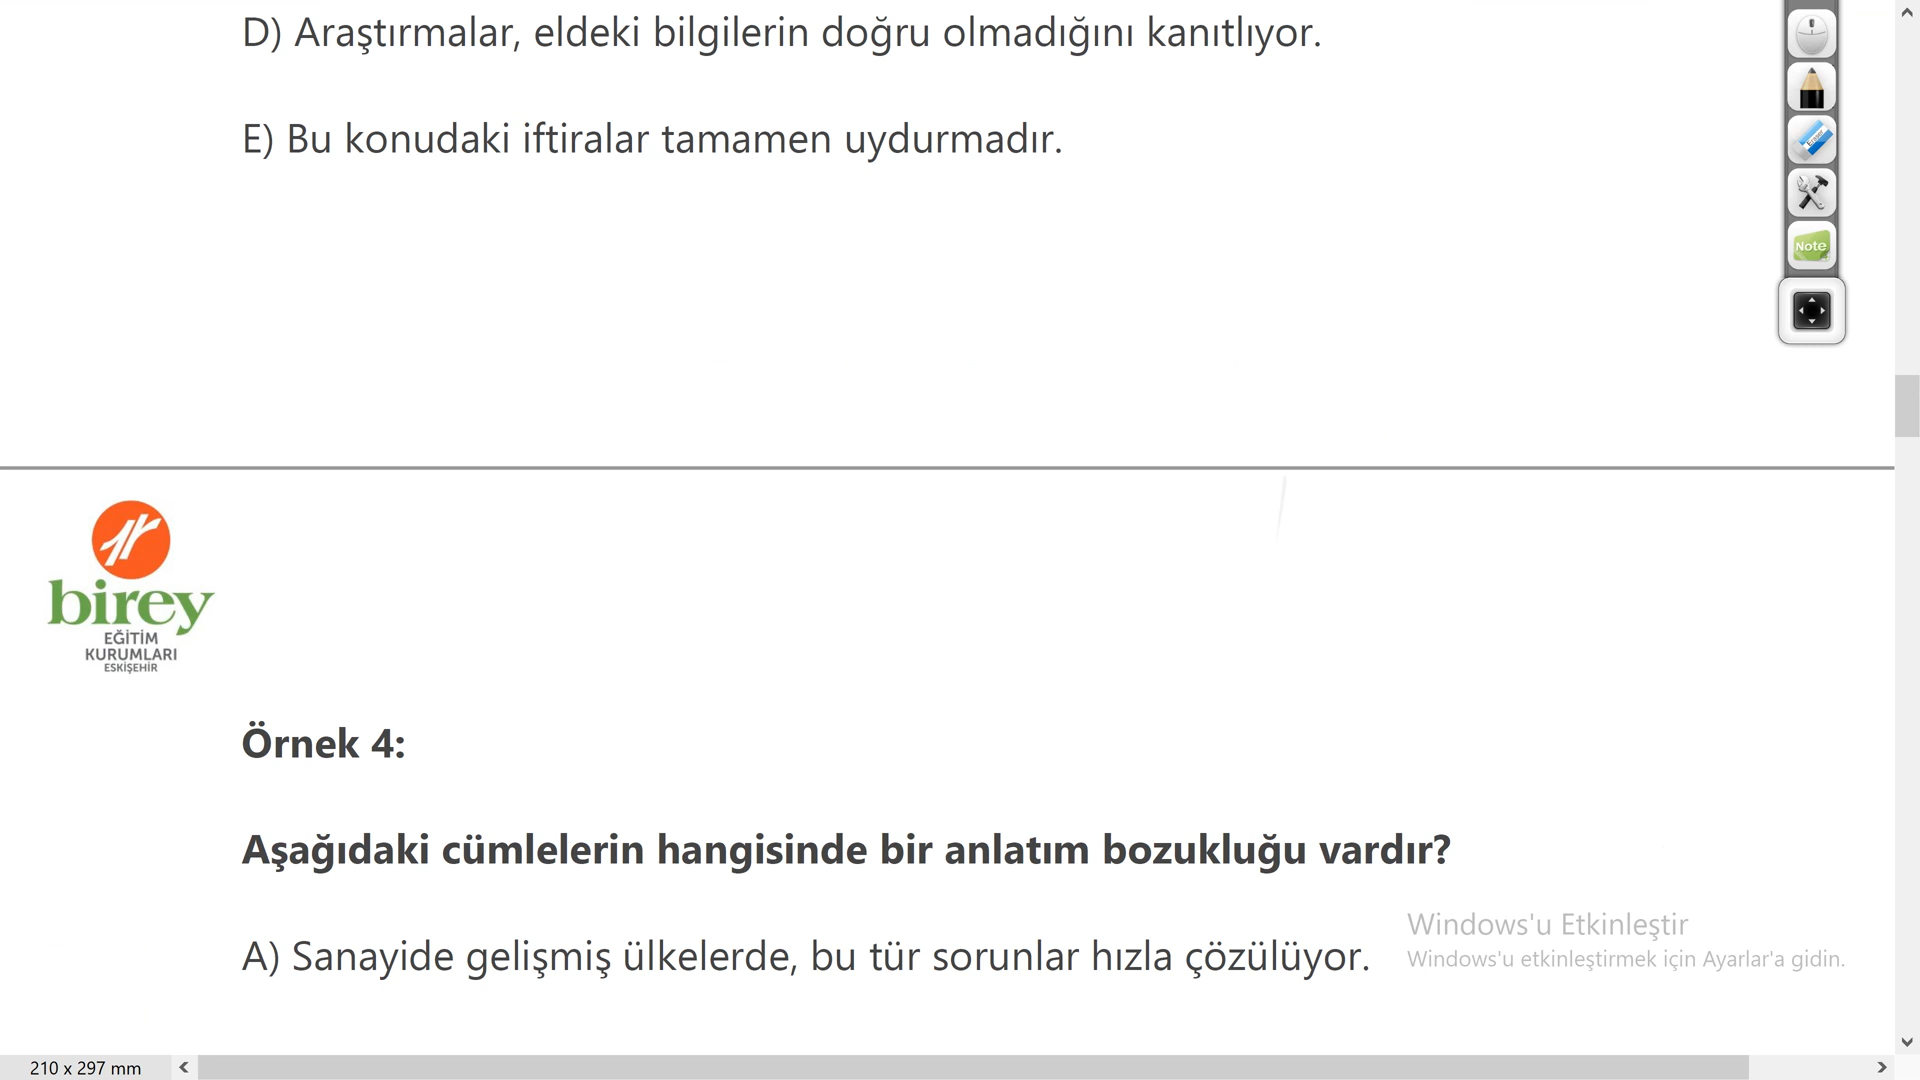 D) Araştırmalar, eldeki bilgilerin doğru olmadığını kanıtlıyor.
E) Bu konudaki iftiralar tamamen uydurmadır.
Note
birey
EĞİTİM
KURUMLARI
ESKİŞEHİR
Örnek 4:
Aşağıdaki cümlelerin hangisinde bir anlatım bozukluğu vardır?
A) Sanayide gelişmiş ülkelerde, bu tür sorunlar hızla çözülüyor.
Windows'u Etkinleştir
Windows'u etkinleştirmek için Ayarlar'a gidin.
210 x 297 mm